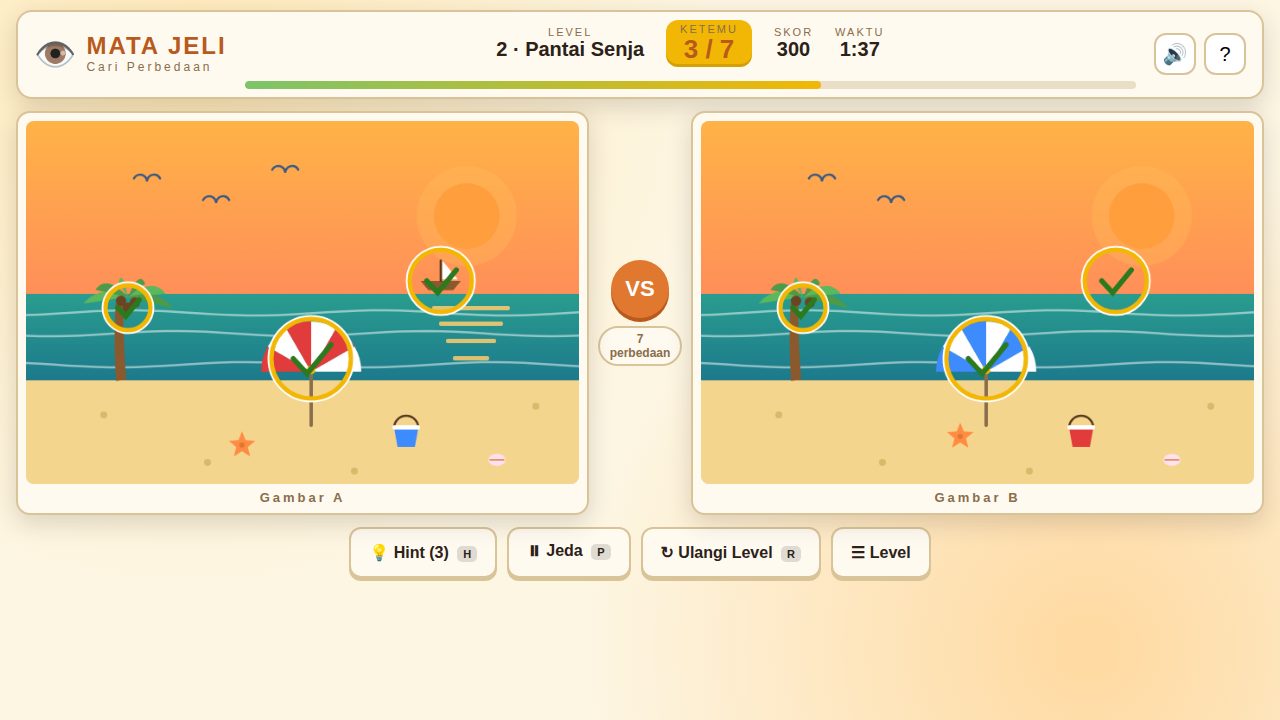 MATA JELI
Cari Perbedaan
LEVEL
2 · Pantai Senja
KETEMU
3 / 7
SKOR
300
WAKTU
1:37
?
VS
7
perbedaan
Gambar A
Gambar B
Hint (3) H
Jeda P
Ulangi Level R
Level